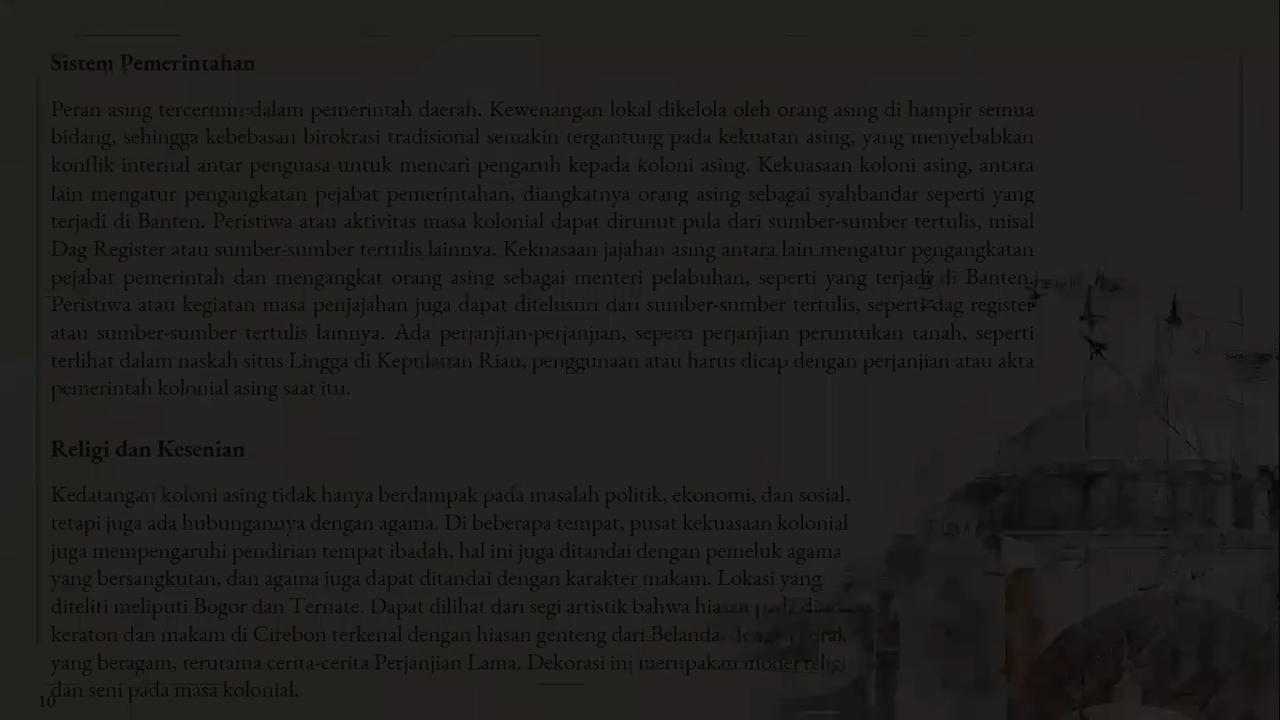 Sistem Pemerintahan
Peran asing tercermin dalam pemerintah daerah. Kewenangan lokal dikelola oleh orang asing di hampir semua
bidang, sehingga kebebasan birokrasi tradisional semakin tergantung pada kekuatan asing, yang menyebabkan
konflik internal antar penguasa untuk mencari pengaruh kepada koloni asing. Kekuasaan koloni asing, antara
lain mengatur pengangkatan pejabat pemerintahan, diangkatnya orang asing sebagai syahbandar seperti yang
terjadi di Banten. Peristiwa atau aktivitas masa kolonial dapat dirunut pula dari sumber-sumber tertulis, misal
Dag Register atau sumber-sumber tertulis lainnya. Kekuasaan jajahan asing antara lain mengatur pengangkatan
pejabat pemerintah dan mengangkat orang asing sebagai menteri pelabuhan, seperti yang terjadi di Banten.
Peristiwa atau kegiatan masa penjajahan juga dapat ditelusuri dari sumber-sumber tertulis, seperti dag register
atau sumber-sumber tertulis lainnya. Ada perjanjian-perjanjian, seperti perjanjian peruntukan tanah, seperti
terlihat dalam naskah situs Lingga di Kepulauan Riau, penggunaan atau harus dicap dengan perjanjian atau akta
pemerintah kolonial asing saat itu.
Religi dan Kesenian
Kedatangan koloni asing tidak hanya berdampak pada masalah politik, ekonomi, dan sosial,
tetapi juga ada hubungannya dengan agama. Di beberapa tempat, pusat kekuasaan kolonial
juga mempengaruhi pendirian tempat ibadah, hal ini juga ditandai dengan pemeluk agama
yang bersangkutan, dan agama juga dapat ditandai dengan karakter makam. Lokasi yang
diteliti meliputi Bogor dan Ternate. Dapat dilihat dari segi artistik bahwa hiasan pada
keraton dan makam di Cirebon terkenal dengan hiasan genteng dari Belanda dengan corak
yang beragam, terutama cerita-cerita Perjanjian Lama. Dekorasi ini merupakan model religi
dan seni pada masa kolonial.
10